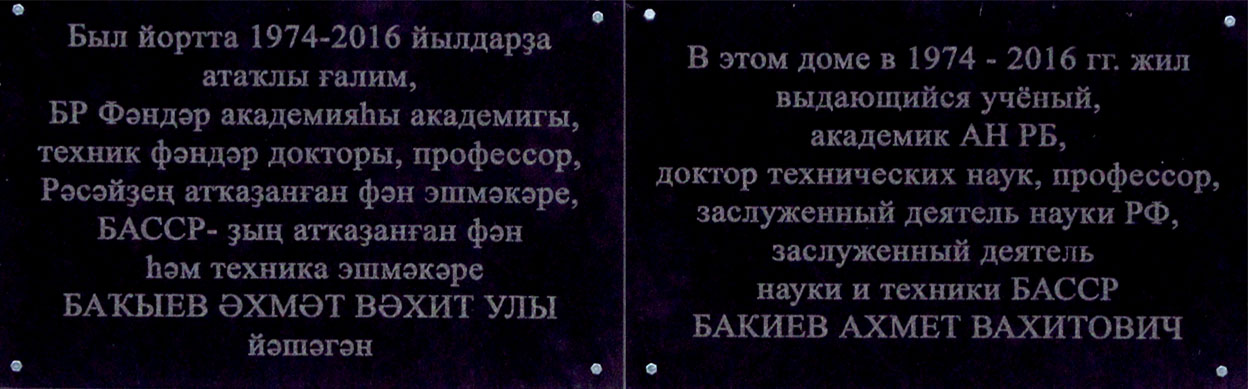 Был йортта 1974-2016 йылдарҙа
атаҡлы ғалим,
БР Фәндәр академияһы академигы,
техник фәндәр докторы, профессор,
Рәсәйҙең атҡаҙанған фән эшмәкәре,
БАССР- ҙың атҡаҙанған фән
һәм техника эшмәкәре
БАҠЫЕВ ӘХМӘТ ВӘХИТ УЛЫ
йәшәгән
В этом доме в 1974 - 2016 гг. жил
выдающийся учёный,
академик АН РБ,
доктор технических наук, профессор,
заслуженный деятель науки РФ,
заслуженный деятель
науки и техники БАССР
БАКИЕВ АХМЕТ ВАХИТОВИЧ